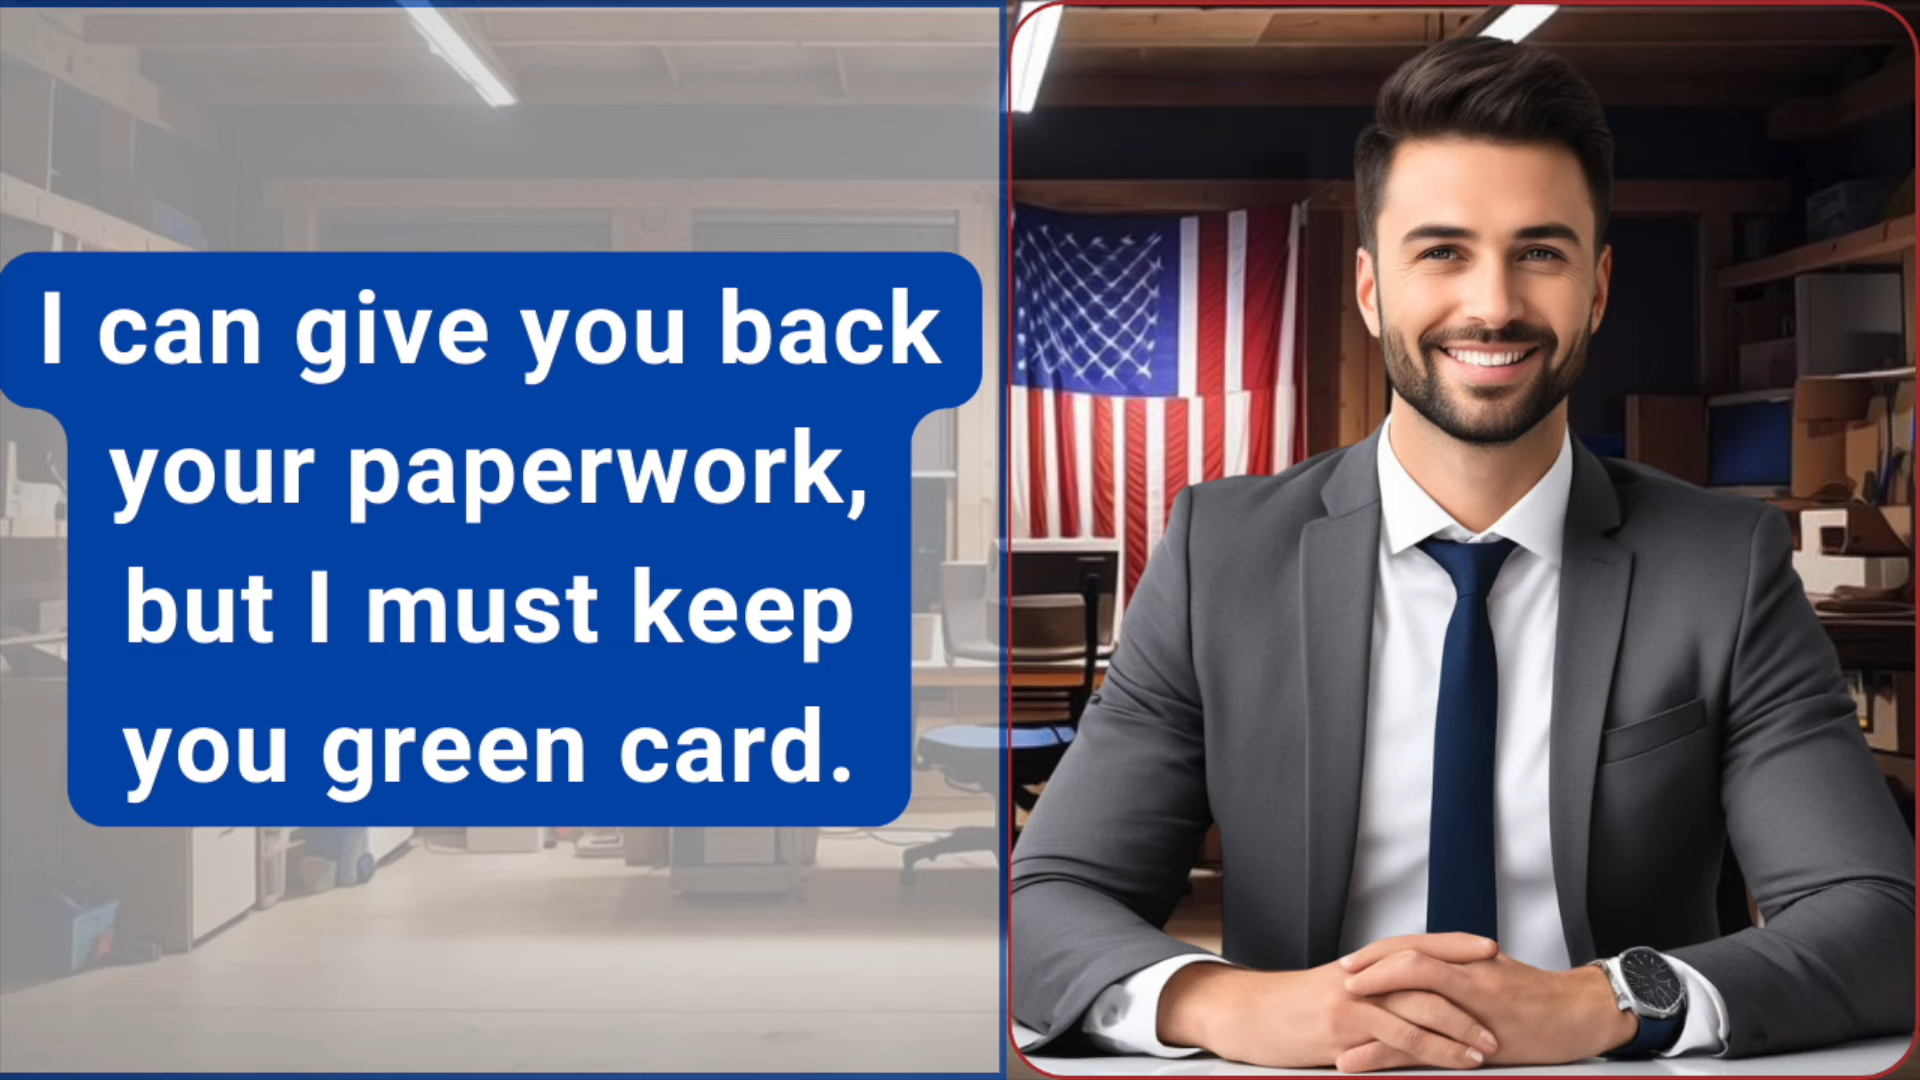 I can give you back
your paperwork,
but I must keep
you green card.